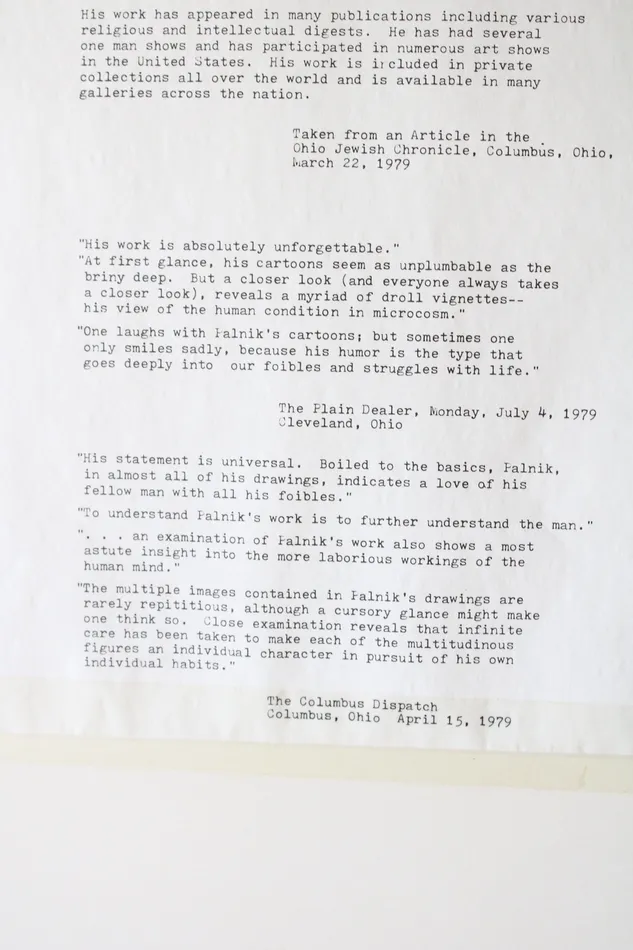 His work has appeared in many publications including various
religious and intellectual digests. He has had several
one man shows and has participated in numerous art shows
in the United States. His work is included in private
collections all over the world and is available in many
galleries across the nation.
Taken from an Article in the
Ohio Jewish Chronicle, Columbus, Ohio,
March 22, 1979
"His work is absolutely unforgettable."
"At first glance, his cartoons seem as unplumbable as the
briny deep. But a closer look (and everyone always takes
a closer look), reveals a myriad of droll vignettes--
his view of the human condition in microcosm."
"One laughs with Palnik's cartoons; but sometimes one
only smiles sadly, because his humor is the type that
goes deeply into our foibles and struggles with life."
The Plain Dealer, Monday, July 4, 1979
Cleveland, Ohio
"His statement is universal. Boiled to the basics, Palnik,
in almost all of his drawings, indicates a love of his
fellow man with all his foibles."
"To understand Palnik's work is to further understand the man."
". . . an examination of Palnik's work also shows a most
astute insight into the more laborious workings of the
human mind."
"The multiple images contained in Palnik's drawings are
rarely repititious, although a cursory glance might make
one think so. Close examination reveals that infinite
care has been taken to make each of the multitudinous
figures an individual character in pursuit of his own
individual habits."
The Columbus Dispatch
Columbus, Ohio April 15, 1979